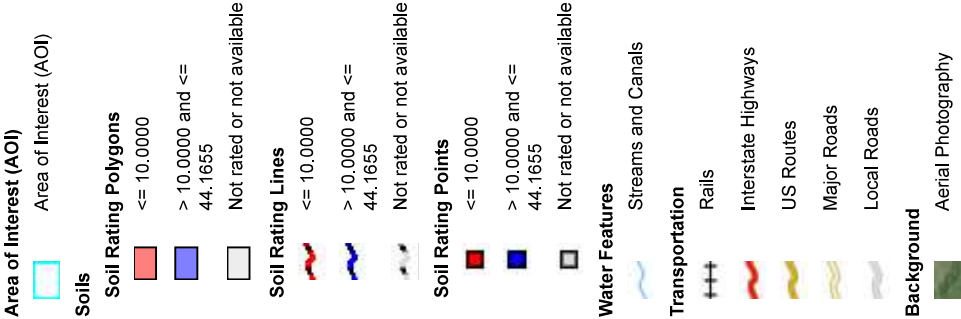 Area of Interest (AOI)
Area of Interest (AOI)
Soils
Soil Rating Polygons
<= 10.0000
> 10.0000 and <=
44.1655
Not rated or not available
Soil Rating Lines
<= 10.0000
> 10.0000 and <=
44.1655
Not rated or not available
Soil Rating Points
<= 10.0000
> 10.0000 and <=
44.1655
Not rated or not available
Water Features
Streams and Canals
Transportation
Rails
Interstate Highways
US Routes
Major Roads
Local Roads
Background
Aerial Photography